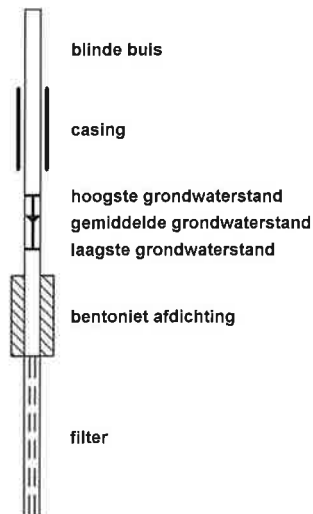 blinde buis
casing
hoogste grondwaterstand
gemiddelde grondwaterstand
laagste grondwaterstand
bentoniet afdichting
filter